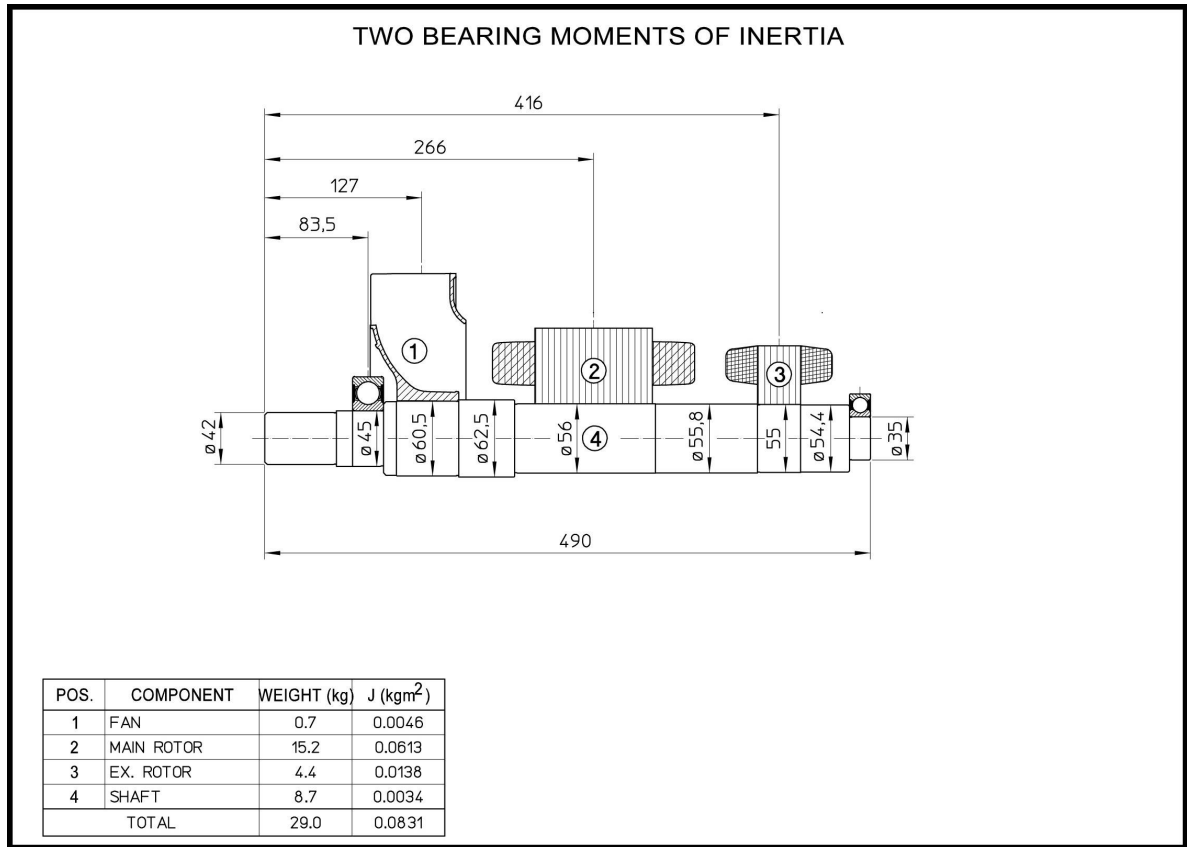 TWO BEARING MOMENTS OF INERTIA
416
266
127
83,5
1
2
3
4
ø42
ø45
ø60,5
ø62,5
ø56
ø55,8
55
ø54,4
ø35
490
POS. COMPONENT WEIGHT (kg) J (kgm²)
1 FAN 0.7 0.0046
2 MAIN ROTOR 15.2 0.0613
3 EX. ROTOR 4.4 0.0138
4 SHAFT 8.7 0.0034
TOTAL 29.0 0.0831